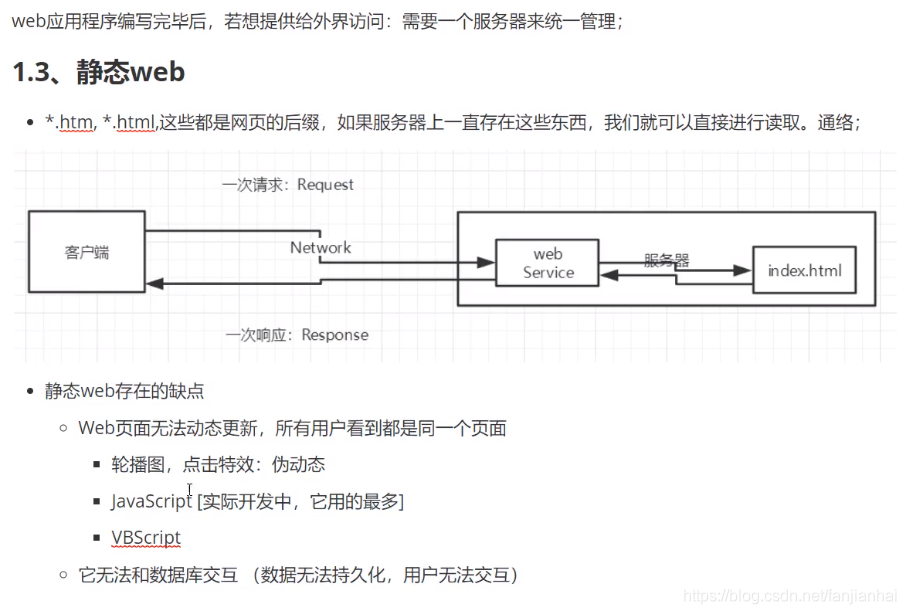 web应用程序编写完毕后，若想提供给外界访问：需要一个服务器来统一管理；
1.3、静态web
*.htm, *.html,这些都是网页的后缀，如果服务器上一直存在这些东西，我们就可以直接进行读取。通络；
一次请求：Request
客户端
Network
web
Service
服务器
index.html
一次响应：Response
静态web存在的缺点
Web页面无法动态更新，所有用户看到都是同一个页面
轮播图，点击特效：伪动态
JavaScript [实际开发中，它用的最多]
VBScript
它无法和数据库交互 （数据无法持久化，用户无法交互）
https://blog.csdn.net/fanjianhai